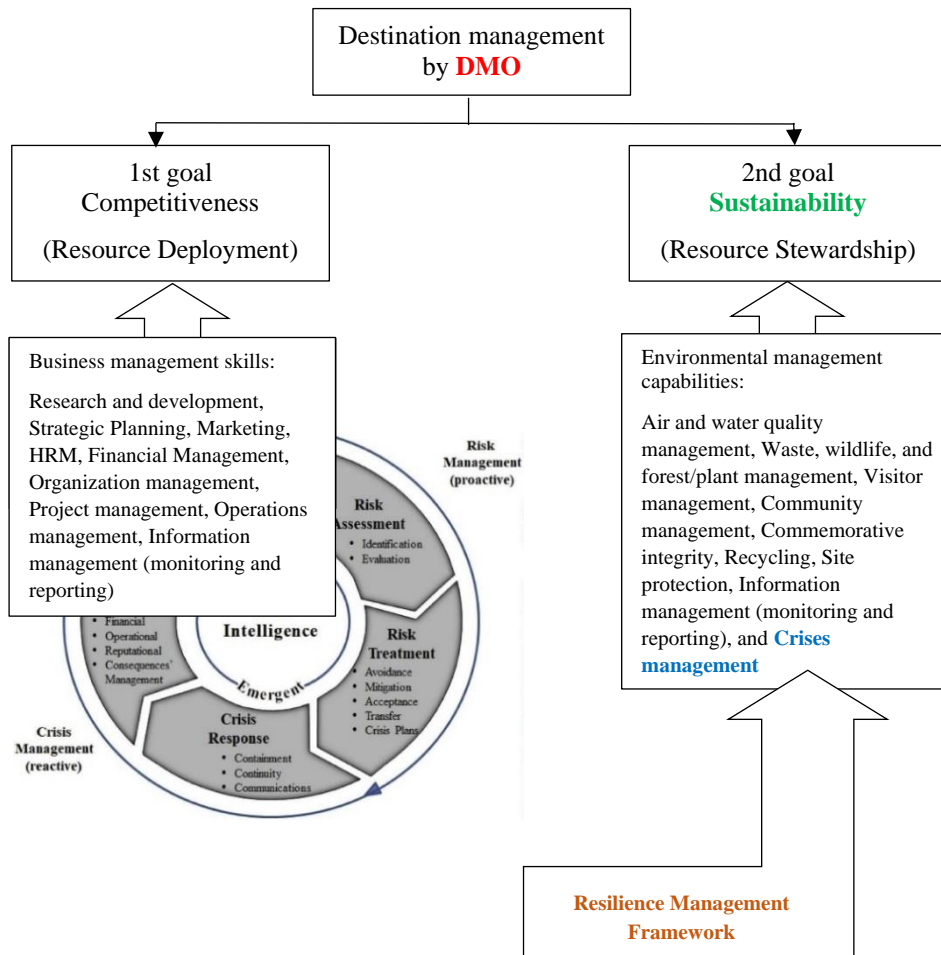 Destination management
by DMO
1st goal
Competitiveness
(Resource Deployment)
2nd goal
Sustainability
(Resource Stewardship)
Business management skills:
Research and development,
Strategic Planning, Marketing,
HRM, Financial Management,
Organization management,
Project management, Operations
management, Information
management (monitoring and
reporting)
Environmental management
capabilities:
Air and water quality
management, Waste, wildlife, and
forest/plant management, Visitor
management, Community
management, Commemorative
integrity, Recycling, Site
protection, Information
management (monitoring and
reporting), and Crises
management
Risk
Management
(proactive)
Risk
Assessment
• Identification
• Evaluation
Intelligence
Emergent
Risk
Treatment
• Avoidance
• Mitigation
• Acceptance
• Transfer
• Crisis Plans
Crisis
Response
• Containment
• Continuity
• Communications
• Financial
• Operational
• Reputational
• Consequences'
Management
Crisis
Management
(reactive)
Resilience Management
Framework